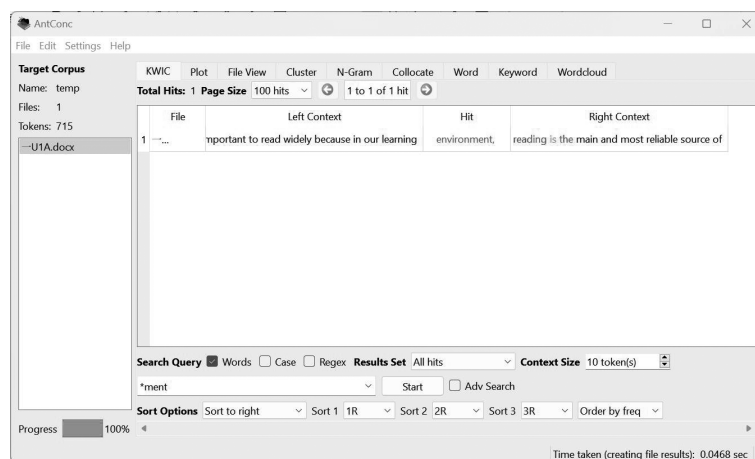 AntConc
File Edit Settings Help
Target Corpus
Name: temp
Files: 1
Tokens: 715
U1A.docx
Progress 100%
KWIC Plot File View Cluster N-Gram Collocate Word Keyword Wordcloud
Total Hits: 1 Page Size 100 hits 1 to 1 of 1 hit
File Left Context Hit Right Context
1 一... mportant to read widely because in our learning environment, reading is the main and most reliable source of
Search Query Words Case Regex Results Set All hits Context Size 10 token(s)
*ment Start Adv Search
Sort Options Sort to right Sort 1 1R Sort 2 2R Sort 3 3R Order by freq
Time taken (creating file results): 0.0468 sec